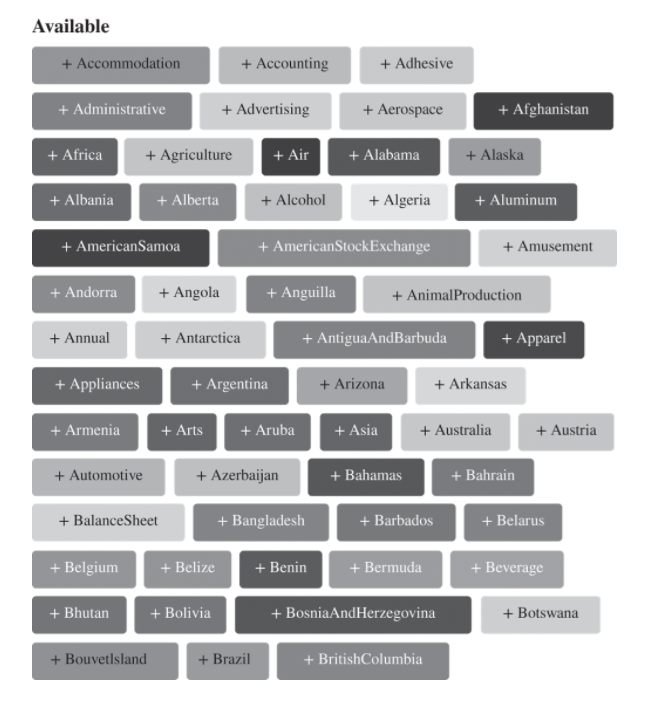 Available
+ Accommodation + Accounting + Adhesive
+ Administrative + Advertising + Aerospace + Afghanistan
+ Africa + Agriculture + Air + Alabama + Alaska
+ Albania + Alberta + Alcohol + Algeria + Aluminum
+ AmericanSamoa + AmericanStockExchange + Amusement
+ Andorra + Angola + Anguilla + AnimalProduction
+ Annual + Antarctica + AntiguaAndBarbuda + Apparel
+ Appliances + Argentina + Arizona + Arkansas
+ Armenia + Arts + Aruba + Asia + Australia + Austria
+ Automotive + Azerbaijan + Bahamas + Bahrain
+ BalanceSheet + Bangladesh + Barbados + Belarus
+ Belgium + Belize + Benin + Bermuda + Beverage
+ Bhutan + Bolivia + BosniaAndHerzegovina + Botswana
+ Bouvetlsland + Brazil + BritishColumbia